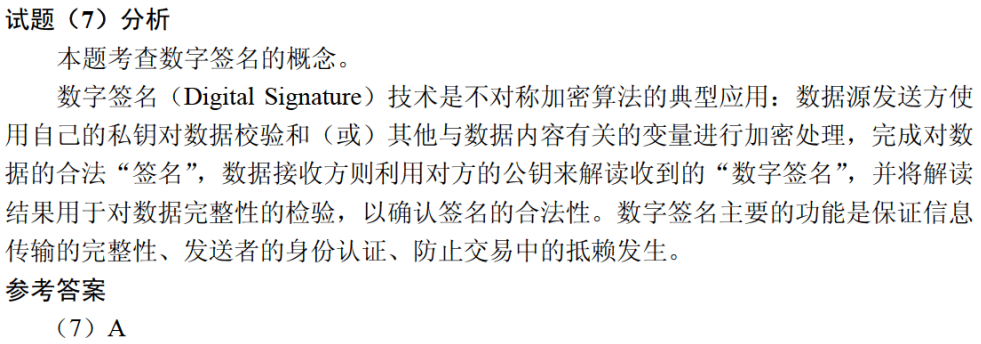 试题（7）分析
本题考查数字签名的概念。
数字签名（Digital Signature）技术是不对称加密算法的典型应用：数据源发送方使
用自己的私钥对数据校验和（或）其他与数据内容有关的变量进行加密处理，完成对数
据的合法“签名”，数据接收方则利用对方的公钥来解读收到的“数字签名”，并将解读
结果用于对数据完整性的检验，以确认签名的合法性。数字签名主要的功能是保证信息
传输的完整性、发送者的身份认证、防止交易中的抵赖发生。
参考答案
（7）A